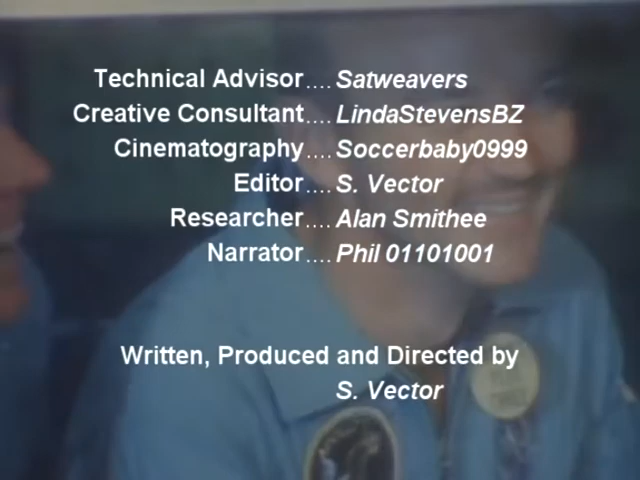 Technical Advisor.... Satweavers
Creative Consultant.... LindaStevensBZ
Cinematography.... Soccerbaby0999
Editor.... S. Vector
Researcher.... Alan Smithee
Narrator.... Phil 01101001
Written, Produced and Directed by
S. Vector